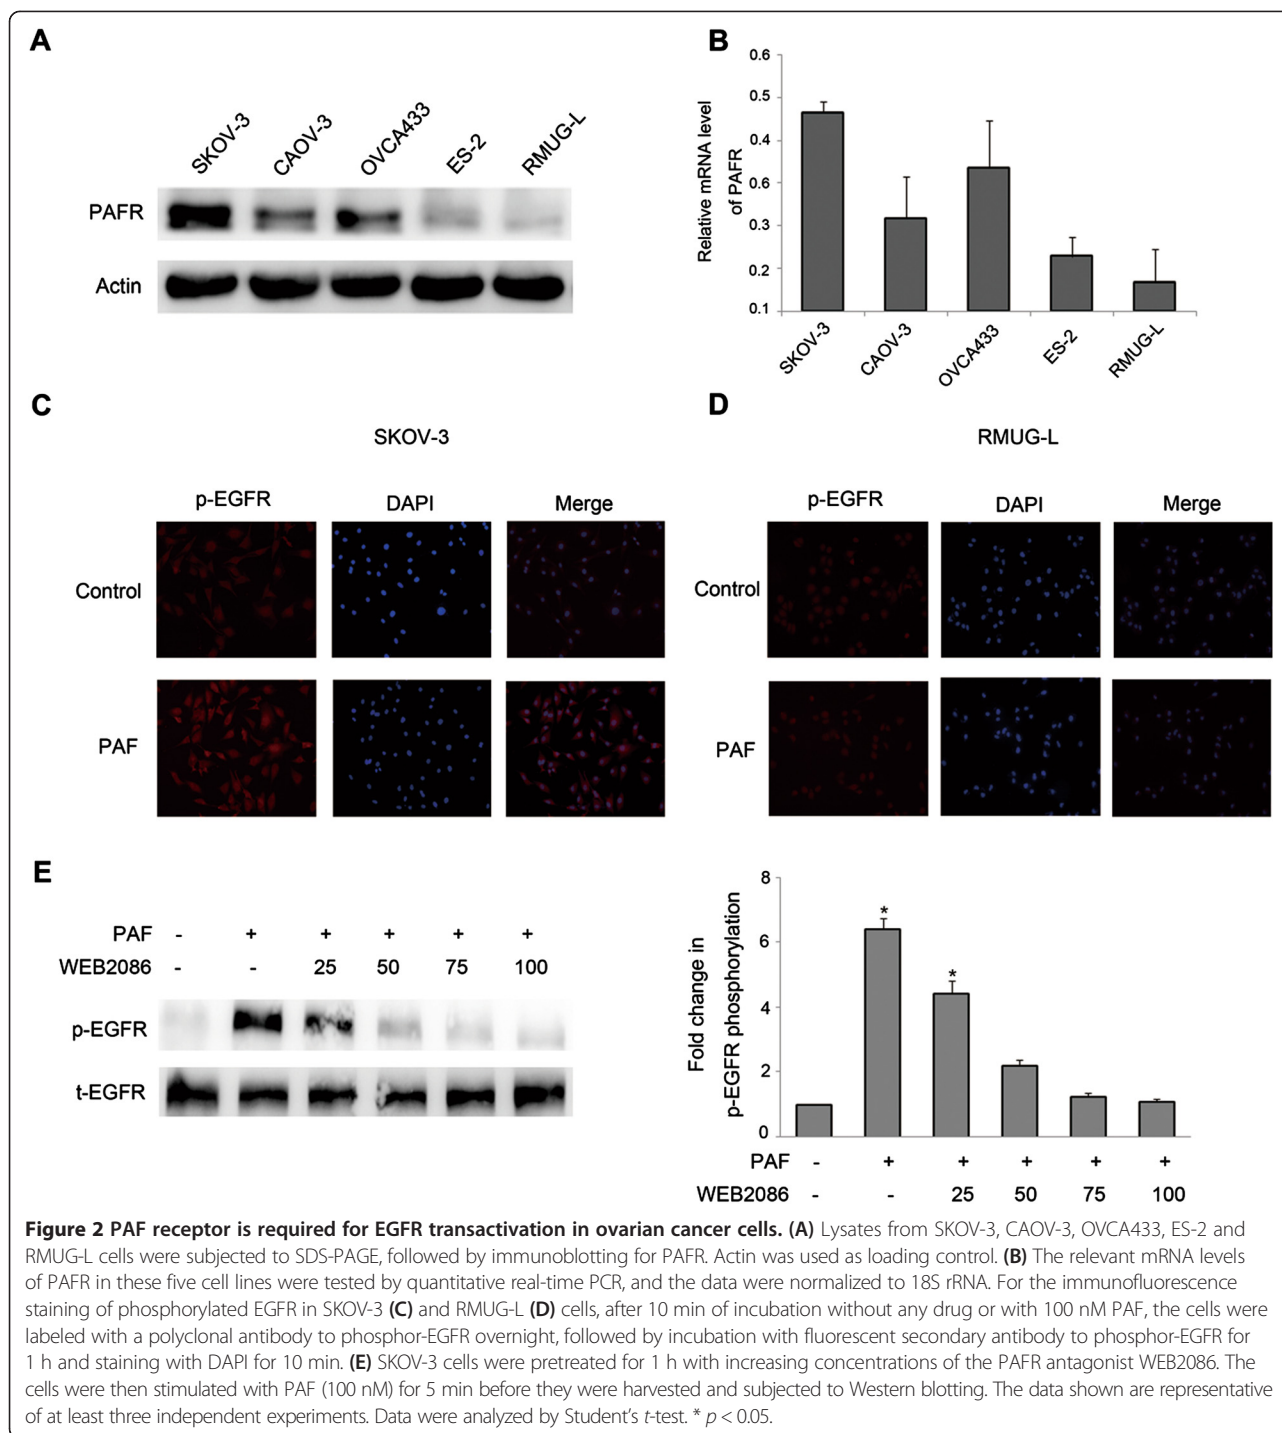 A
SKOV-3 CAOV-3 OVCA433 ES-2 RMUG-L
PAFR
Actin
B
Relative mRNA level
of PAFR
0.6
0.5
0.4
0.6
0.3
0.2
0.1
SKOV-3 CAOV-3 OVCA433 ES-2 RMUG-L
C
SKOV-3
p-EGFR DAPI Merge
Control
PAF
D
RMUG-L
p-EGFR DAPI Merge
Control
PAF
E
PAF - + + + + +
WEB2086 - - 25 50 75 100
p-EGFR
t-EGFR
Fold change in
p-EGFR phosphorylation
8
6
4
2
0
*
*
PAF - + + + + +
WEB2086 - - 25 50 75 100
Figure 2 PAF receptor is required for EGFR transactivation in ovarian cancer cells. (A) Lysates from SKOV-3, CAOV-3, OVCA433, ES-2 and
RMUG-L cells were subjected to SDS-PAGE, followed by immunoblotting for PAFR. Actin was used as loading control. (B) The relevant mRNA levels
of PAFR in these five cell lines were tested by quantitative real-time PCR, and the data were normalized to 18S rRNA. For the immunofluorescence
staining of phosphorylated EGFR in SKOV-3 (C) and RMUG-L (D) cells, after 10 min of incubation without any drug or with 100 nM PAF, the cells were
labeled with a polyclonal antibody to phosphor-EGFR overnight, followed by incubation with fluorescent secondary antibody to phosphor-EGFR for
1 h and staining with DAPI for 10 min. (E) SKOV-3 cells were pretreated for 1 h with increasing concentrations of the PAFR antagonist WEB2086. The
cells were then stimulated with PAF (100 nM) for 5 min before they were harvested and subjected to Western blotting. The data shown are representative
of at least three independent experiments. Data were analyzed by Student's t-test. * p < 0.05.